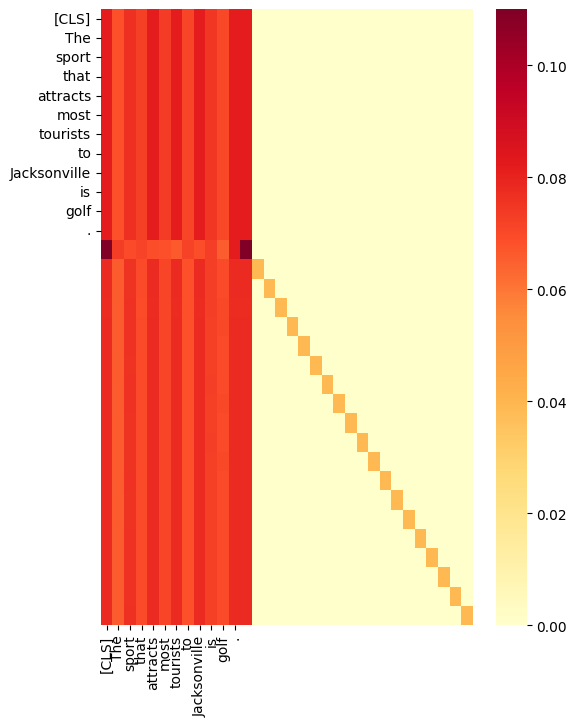 [CLS]
The
sport
that
attracts
most
tourists
to
Jacksonville
is
golf
.
0.10
0.08
0.06
0.04
0.02
0.00
[CLS]
The
sport
that
attracts
most
tourists
to
Jacksonville
is
golf
.